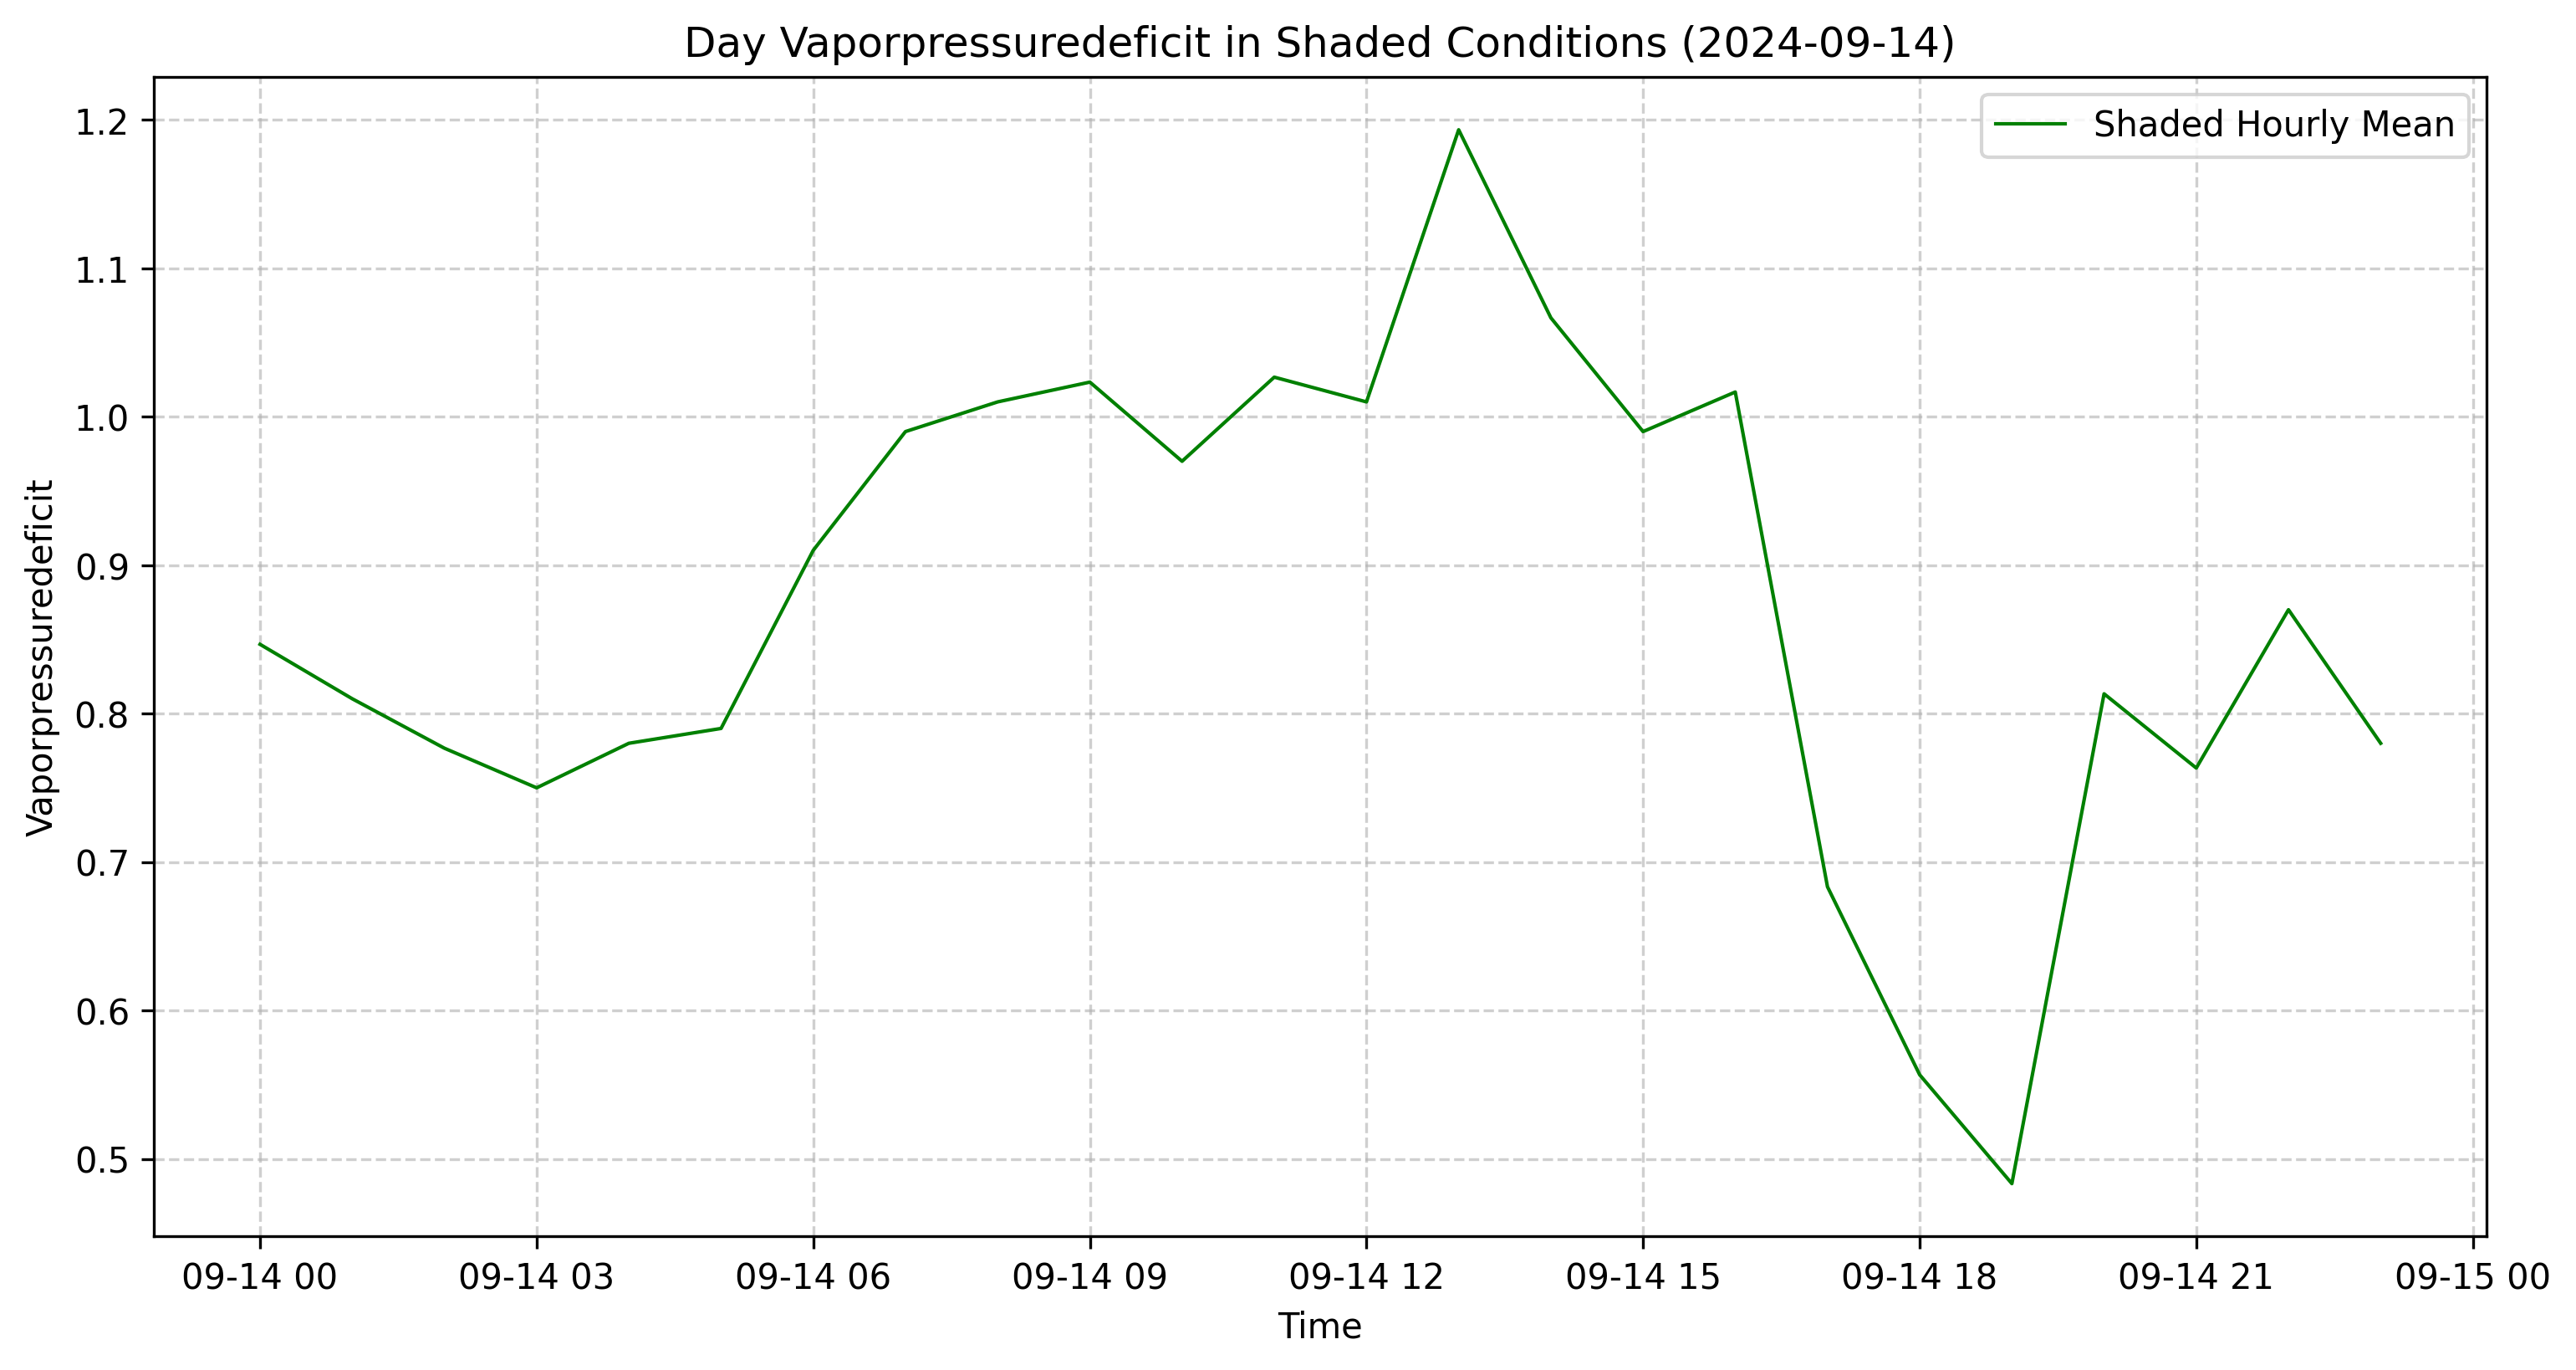 Day Vaporpressuredeficit in Shaded Conditions (2024-09-14)
Shaded Hourly Mean
Vaporpressuredeficit
1.2
1.1
1.0
0.9
0.8
0.7
0.6
0.5
09-14 00 09-14 03 09-14 06 09-14 09 09-14 12 09-14 15 09-14 18 09-14 21 09-15 00
Time